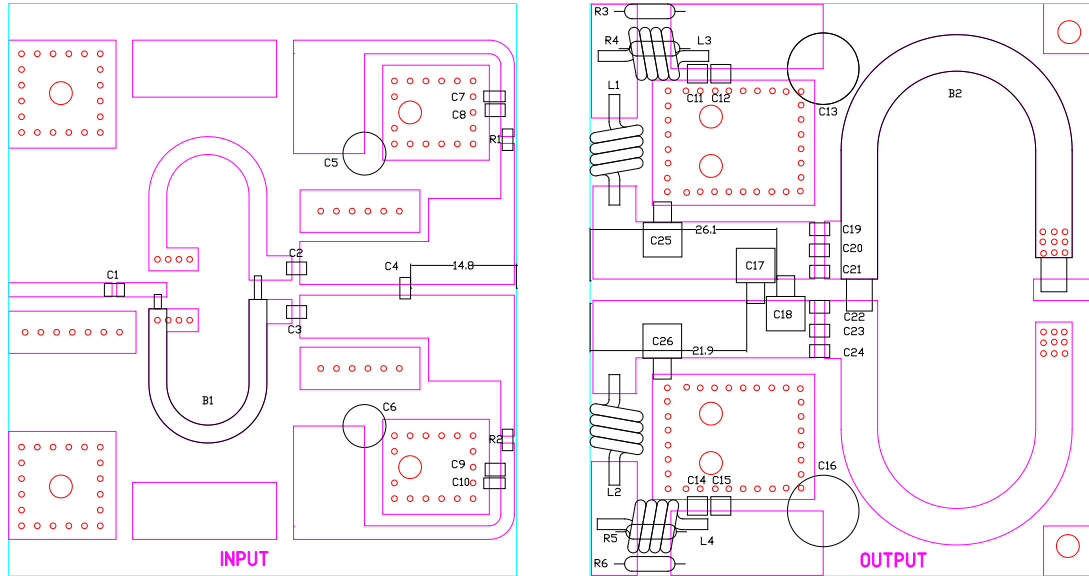 R3
R4
L3
L1
C11
C12
C13
B2
C7
C8
R1
C5
C25
26.1
C19
C20
C21
C2
C1
C4
14.8
C17
C18
C3
C22
C23
C24
C26
21.9
B1
C6
R2
C9
C10
L2
C14
C15
C16
R5
L4
R6
INPUT
OUTPUT